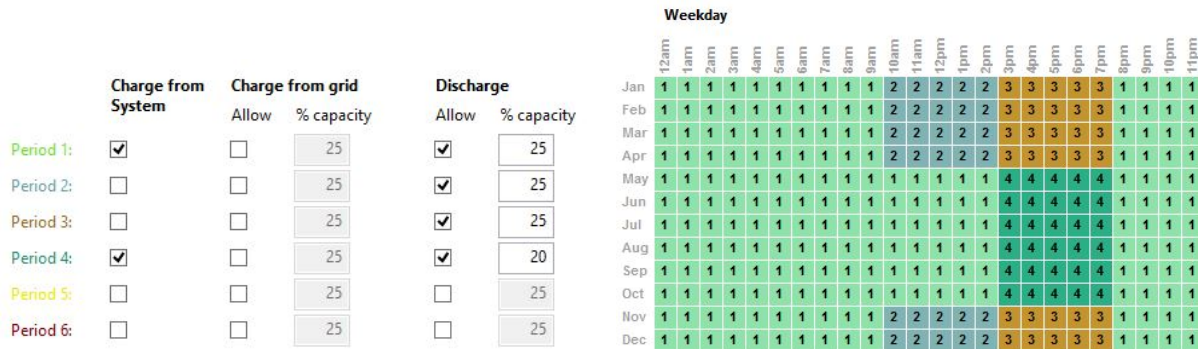 Charge from System Charge from grid Discharge
Allow % capacity Allow % capacity
Period 1: 25 25
Period 2: 25 25
Period 3: 25 25
Period 4: 25 20
Period 5: 25 25
Period 6: 25 25
Weekday
12am 1am 2am 3am 4am 5am 6am 7am 8am 9am 10am 11am 12pm 1pm 2pm 3pm 4pm 5pm 6pm 7pm 8pm 9pm 10pm 11pm
Jan 1 1 1 1 1 1 1 1 1 1 2 2 2 2 2 3 3 3 3 3 1 1 1 1
Feb 1 1 1 1 1 1 1 1 1 1 2 2 2 2 2 3 3 3 3 3 1 1 1 1
Mar 1 1 1 1 1 1 1 1 1 1 2 2 2 2 2 3 3 3 3 3 1 1 1 1
Apr 1 1 1 1 1 1 1 1 1 1 2 2 2 2 2 3 3 3 3 3 1 1 1 1
May 1 1 1 1 1 1 1 1 1 1 1 1 1 1 1 4 4 4 4 4 1 1 1 1
Jun 1 1 1 1 1 1 1 1 1 1 1 1 1 1 1 4 4 4 4 4 1 1 1 1
Jul 1 1 1 1 1 1 1 1 1 1 1 1 1 1 1 4 4 4 4 4 1 1 1 1
Aug 1 1 1 1 1 1 1 1 1 1 1 1 1 1 1 4 4 4 4 4 1 1 1 1
Sep 1 1 1 1 1 1 1 1 1 1 1 1 1 1 1 4 4 4 4 4 1 1 1 1
Oct 1 1 1 1 1 1 1 1 1 1 1 1 1 1 1 4 4 4 4 4 1 1 1 1
Nov 1 1 1 1 1 1 1 1 1 1 2 2 2 2 2 3 3 3 3 3 1 1 1 1
Dec 1 1 1 1 1 1 1 1 1 1 2 2 2 2 2 3 3 3 3 3 1 1 1 1